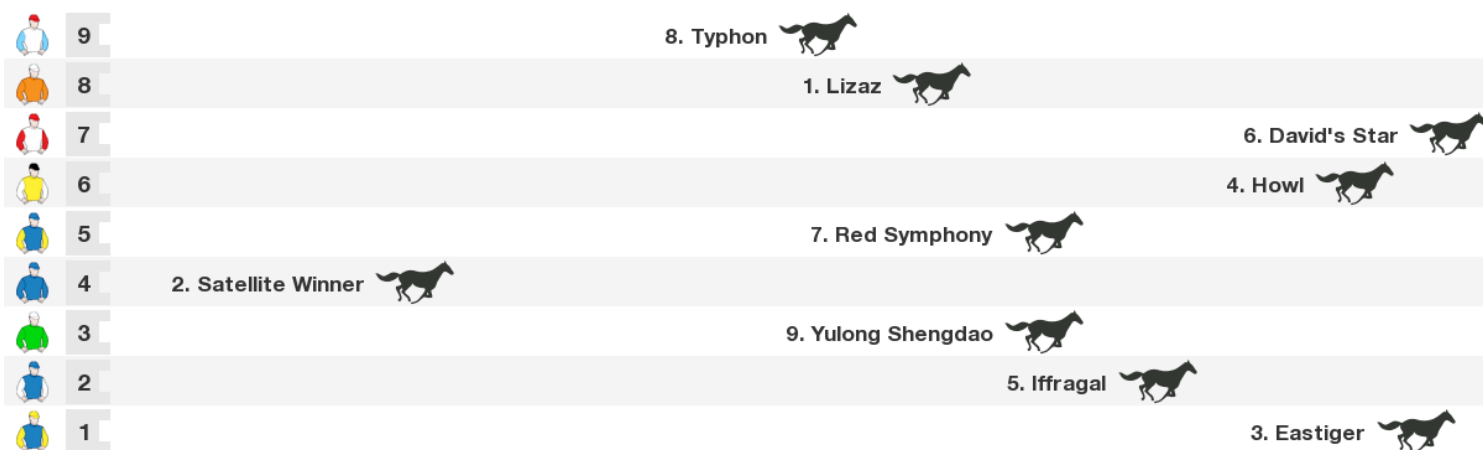 9 8. Typhon
8 1. Lizaz
7 6. David's Star
6 4. Howl
5 7. Red Symphony
4 2. Satellite Winner
3 9. Yulong Shengdao
2 5. Iffragal
1 3. Eastiger